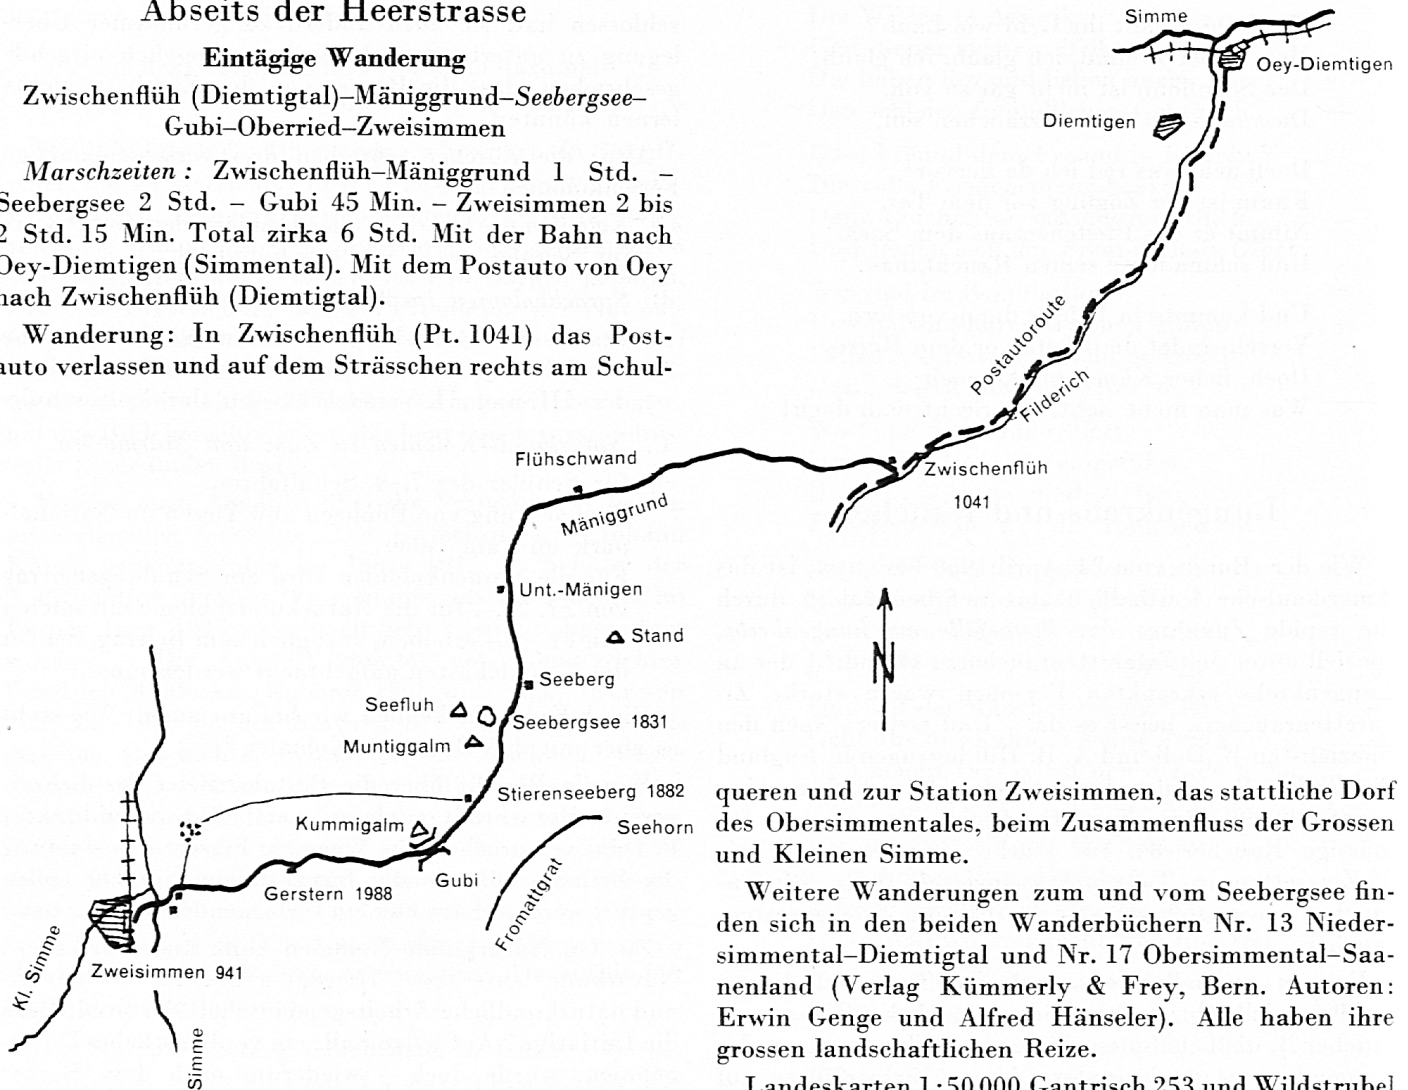 Abseits der Heerstrasse
Eintägige Wanderung
Zwischenflüh (Diemtigtal)–Mäniggrund–Seebergsee–
Gubi–Oberried–Zweisimmen
Marschzeiten: Zwischenflüh–Mäniggrund 1 Std. –
Seebergsee 2 Std. – Gubi 45 Min. – Zweisimmen 2 bis
2 Std. 15 Min. Total zirka 6 Std. Mit der Bahn nach
Oey-Diemtigen (Simmental). Mit dem Postauto von Oey
nach Zwischenflüh (Diemtigtal).
Wanderung: In Zwischenflüh (Pt. 1041) das Post-
auto verlassen und auf dem Strässchen rechts am Schul-
Simme
Oey-Diemtigen
Diemtigen
Postautoroute
Filderich
Flühschwand
Zwischenflüh
1041
Mäniggrund
Unt.-Mänigen
Stand
N
Seeberg
Seefluh
Seebergsee 1831
Muntiggalm
Stierenseeberg 1882
Kummigalm
Seehorn
Gubi
Gerstern 1988
Fromattgrat
Kl. Simme
Zweisimmen 941
Simme
queren und zur Station Zweisimmen, das stattliche Dorf
des Obersimmentales, beim Zusammenfluss der Grossen
und Kleinen Simme.
Weitere Wanderungen zum und vom Seebergsee fin-
den sich in den beiden Wanderbüchern Nr. 13 Nieder-
simmental–Diemtigtal und Nr. 17 Obersimmental–Saa-
nenland (Verlag Kümmerly & Frey, Bern. Autoren:
Erwin Genge und Alfred Hänseler). Alle haben ihre
grossen landschaftlichen Reize.
Landeskarten 1:50 000 Gantrisch 253 und Wildstrubel